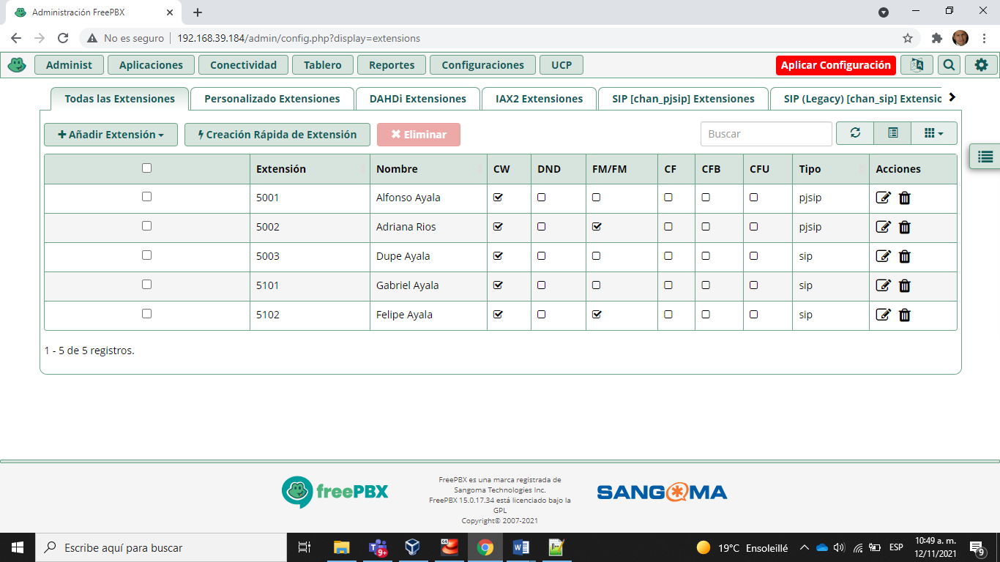 Administración FreePBX
No es seguro
192.168.39.184/admin/config.php?display=extensions
Administ Aplicaciones Conectividad Tablero Reportes Configuraciones UCP Aplicar Configuración
Todas las Extensiones Personalizado Extensiones DAHDi Extensiones IAX2 Extensiones SIP [chan_pjsip] Extensiones SIP (Legacy) [chan_sip] Extensic
Añadir Extensión Creación Rápida de Extensión Eliminar Buscar
Extensión Nombre CW DND FM/FM CF CFB CFU Tipo Acciones
5001 Alfonso Ayala pjsip
5002 Adriana Rios pjsip
5003 Dupe Ayala sip
5101 Gabriel Ayala sip
5102 Felipe Ayala sip
1 - 5 de 5 registros.
freePBX
FreePBX es una marca registrada de
Sangoma Technologies Inc.
FreePBX 15.0.17.34 está licenciado bajo la
GPL
Copyright© 2007-2021
SANGOMA
Escribe aquí para buscar
9+
64
19°C Ensoleillé
ESP
10:49 a. m.
12/11/2021
9